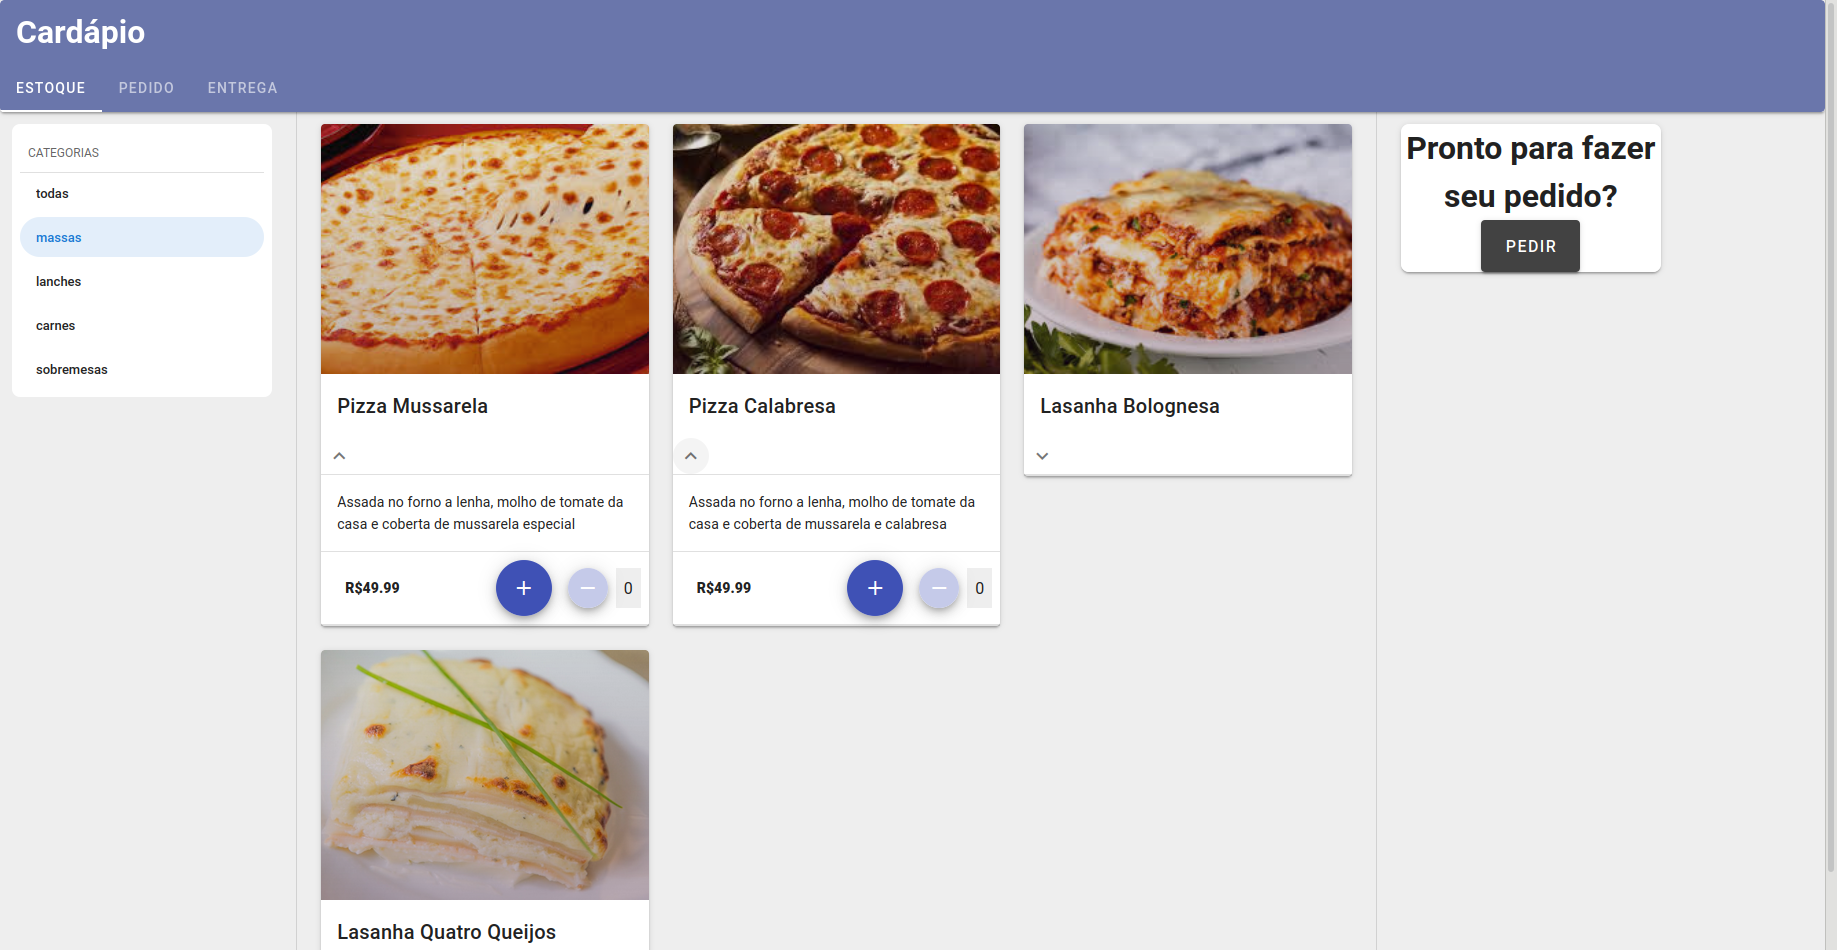 Cardápio
ESTOQUE PEDIDO ENTREGA
CATEGORIAS
todas
massas
lanches
carnes
sobremesas
Pizza Mussarela
Assada no forno a lenha, molho de tomate da
casa e coberta de mussarela especial
R$49.99 + − 0
Pizza Calabresa
Assada no forno a lenha, molho de tomate da
casa e coberta de mussarela e calabresa
R$49.99 + − 0
Lasanha Bolognesa
Lasanha Quatro Queijos
Pronto para fazer
seu pedido?
PEDIR